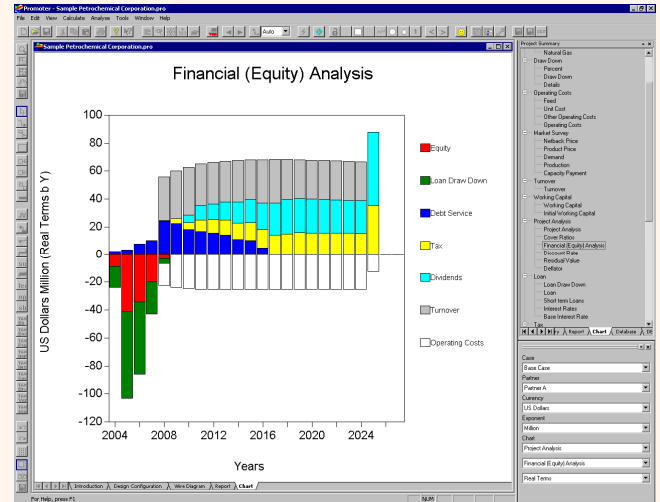 Promoter - Sample Petrochemical Corporation.pro
File Edit View Calculate Analyse Tools Window Help
Auto
Sample Petrochemical Corporation.pro
Financial (Equity) Analysis
US Dollars Million (Real Terms b Y)
100
80
60
40
20
0
-20
-40
-60
-80
-100
-120
2004 2008 2012 2016 2020 2024
Years
Equity
Loan Draw Down
Debt Service
Tax
Dividends
Turnover
Operating Costs
Introduction Design Configuration Wire Diagram Report Chart
Project Summary
Natural Gas
Draw Down
Percent
Draw Down
Details
Operating Costs
Feed
Unit Cost
Other Operating Costs
Operating Costs
Market Survey
Netback Price
Product Price
Demand
Production
Capacity Payment
Turnover
Turnover
Working Capital
Working Capital
Initial Working Capital
Project Analysis
Project Analysis
Cover Ratios
Financial (Equity) Analysis
Discount Rate
Residual Value
Deflator
Loan
Loan Draw Down
Loan
Short term Loans
Interest Rates
Base Interest Rate
Tax
Report Chart Database
Case
Base Case
Partner
Partner A
Currency
US Dollars
Exponent
Million
Chart
Project Analysis
Financial (Equity) Analysis
Real Terms
For Help, press F1
NUM